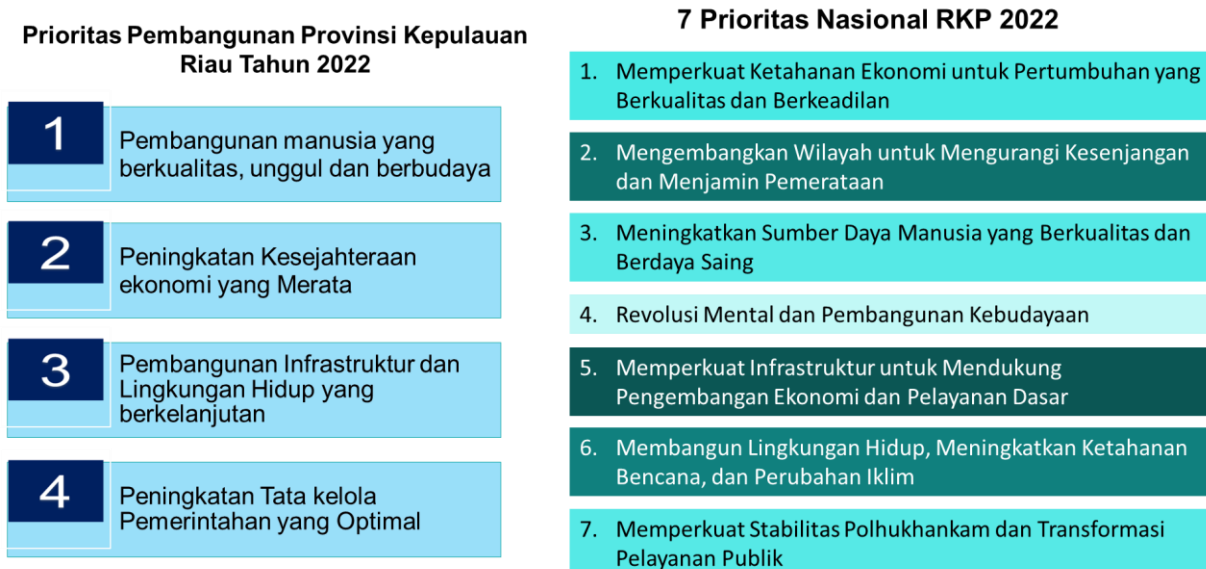 Prioritas Pembangunan Provinsi Kepulauan
Riau Tahun 2022
1
Pembangunan manusia yang
berkualitas, unggul dan berbudaya
2
Peningkatan Kesejahteraan
ekonomi yang Merata
3
Pembangunan Infrastruktur dan
Lingkungan Hidup yang
berkelanjutan
4
Peningkatan Tata kelola
Pemerintahan yang Optimal
7 Prioritas Nasional RKP 2022
1. Memperkuat Ketahanan Ekonomi untuk Pertumbuhan yang
Berkualitas dan Berkeadilan
2. Mengembangkan Wilayah untuk Mengurangi Kesenjangan
dan Menjamin Pemerataan
3. Meningkatkan Sumber Daya Manusia yang Berkualitas dan
Berdaya Saing
4. Revolusi Mental dan Pembangunan Kebudayaan
5. Memperkuat Infrastruktur untuk Mendukung
Pengembangan Ekonomi dan Pelayanan Dasar
6. Membangun Lingkungan Hidup, Meningkatkan Ketahanan
Bencana, dan Perubahan Iklim
7. Memperkuat Stabilitas Polhukhankam dan Transformasi
Pelayanan Publik